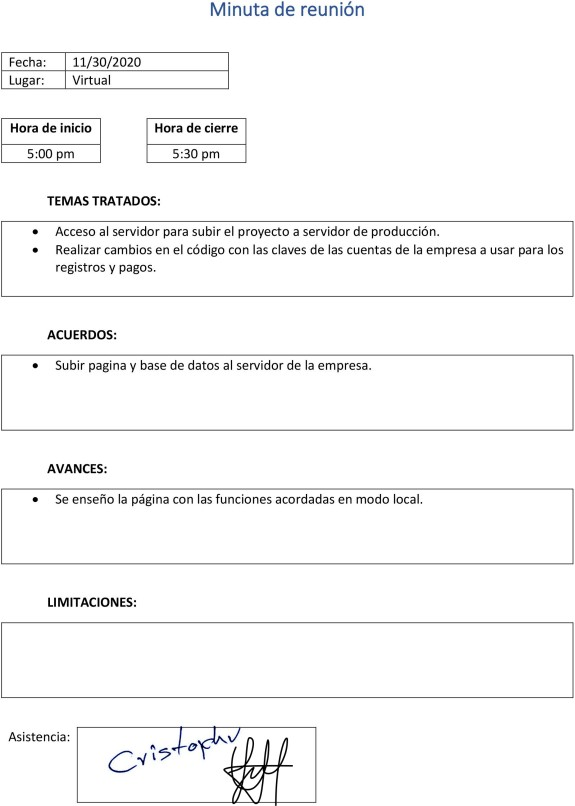 Minuta de reunión
Fecha: 11/30/2020
Lugar: Virtual
Hora de inicio Hora de cierre
5:00 pm 5:30 pm
TEMAS TRATADOS:
• Acceso al servidor para subir el proyecto a servidor de producción.
• Realizar cambios en el código con las claves de las cuentas de la empresa a usar para los
registros y pagos.
ACUERDOS:
• Subir pagina y base de datos al servidor de la empresa.
AVANCES:
• Se enseño la página con las funciones acordadas en modo local.
LIMITACIONES:
Asistencia: